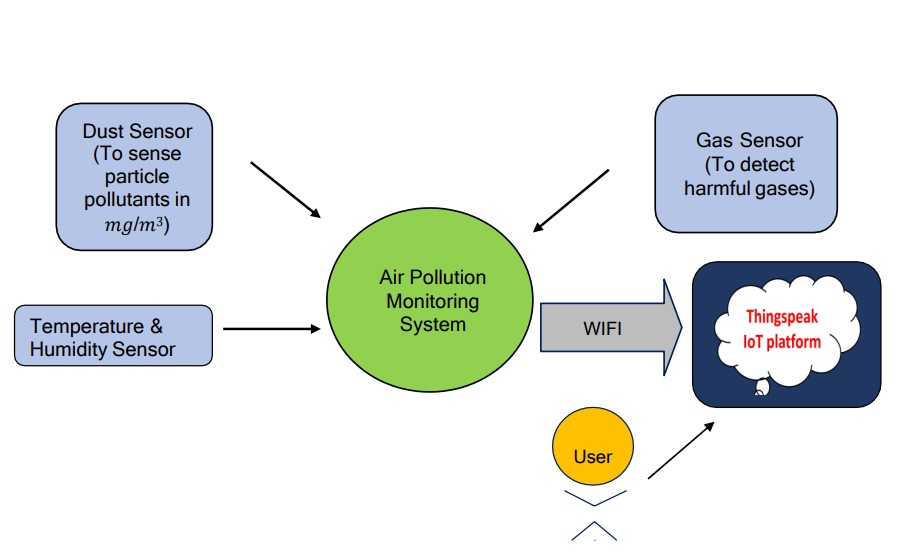 Dust Sensor
(To sense
particle
pollutants in
mg/m³)
Gas Sensor
(To detect
harmful gases)
Air Pollution
Monitoring
System
Temperature &
Humidity Sensor
WIFI
Thingspeak
IoT platform
User